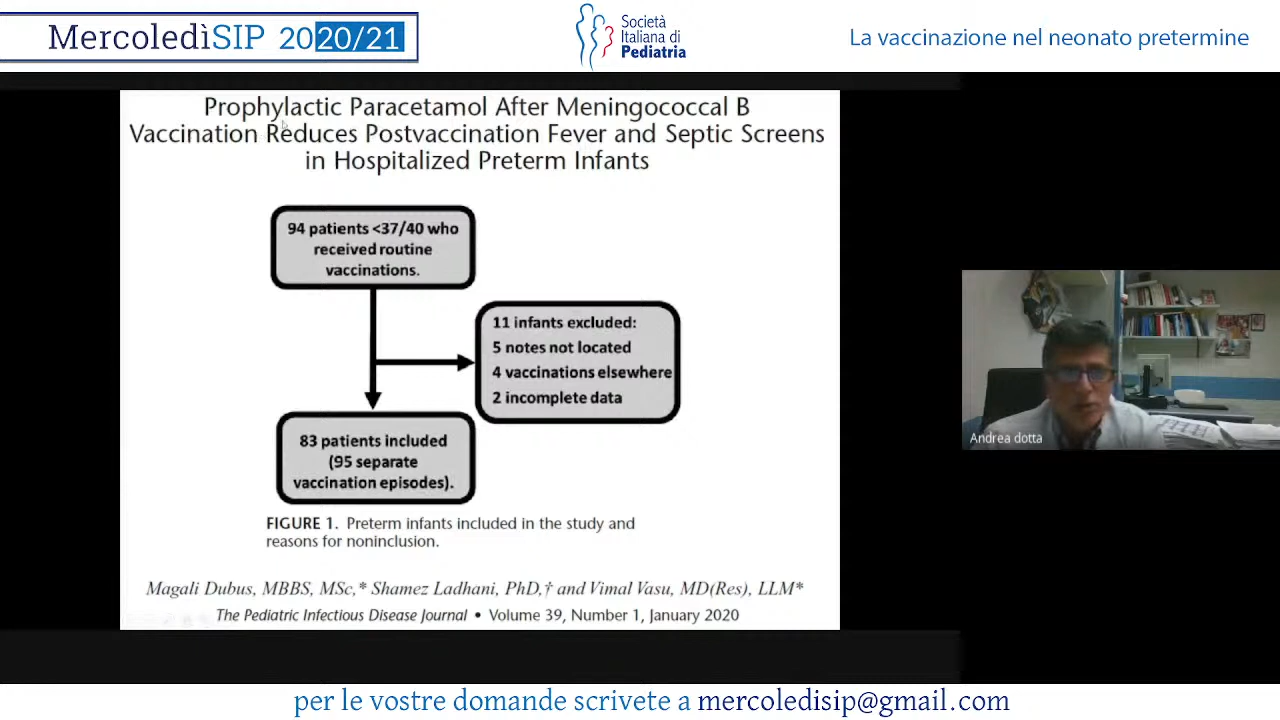 MercoledìSIP 2020/21
Società
Italiana di
Pediatria
La vaccinazione nel neonato pretermine
Prophylactic Paracetamol After Meningococcal B
Vaccination Reduces Postvaccination Fever and Septic Screens
in Hospitalized Preterm Infants
94 patients <37/40 who
received routine
vaccinations.
11 infants excluded:
5 notes not located
4 vaccinations elsewhere
2 incomplete data
83 patients included
(95 separate
vaccination episodes).
FIGURE 1. Preterm infants included in the study and
reasons for noninclusion.
Magali Dubus, MBBS, MSc,* Shamez Ladhani, PhD,† and Vimal Vasu, MD(Res), LLM*
The Pediatric Infectious Disease Journal • Volume 39, Number 1, January 2020
Andrea dotta
per le vostre domande scrivete a mercoledisip@gmail.com